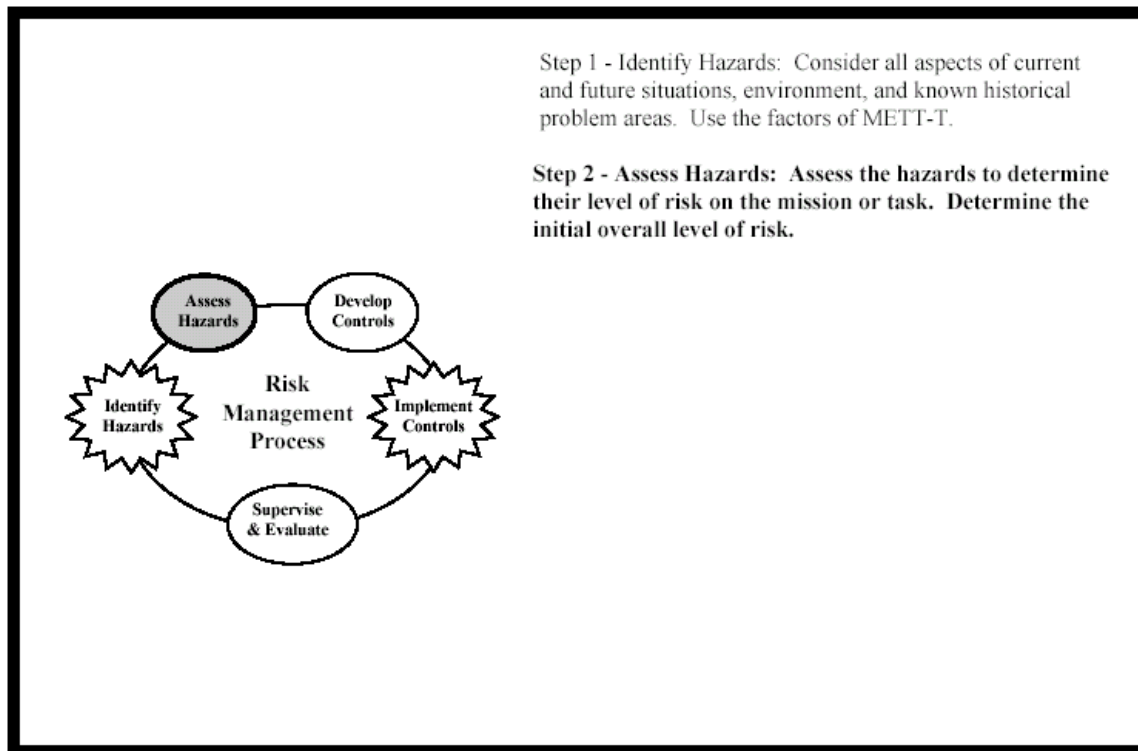 Step 1 - Identify Hazards: Consider all aspects of current
and future situations, environment, and known historical
problem areas. Use the factors of METT-T.
Step 2 - Assess Hazards: Assess the hazards to determine
their level of risk on the mission or task. Determine the
initial overall level of risk.
Assess
Hazards
Develop
Controls
Identify
Hazards
Risk
Management
Process
Implement
Controls
Supervise
& Evaluate